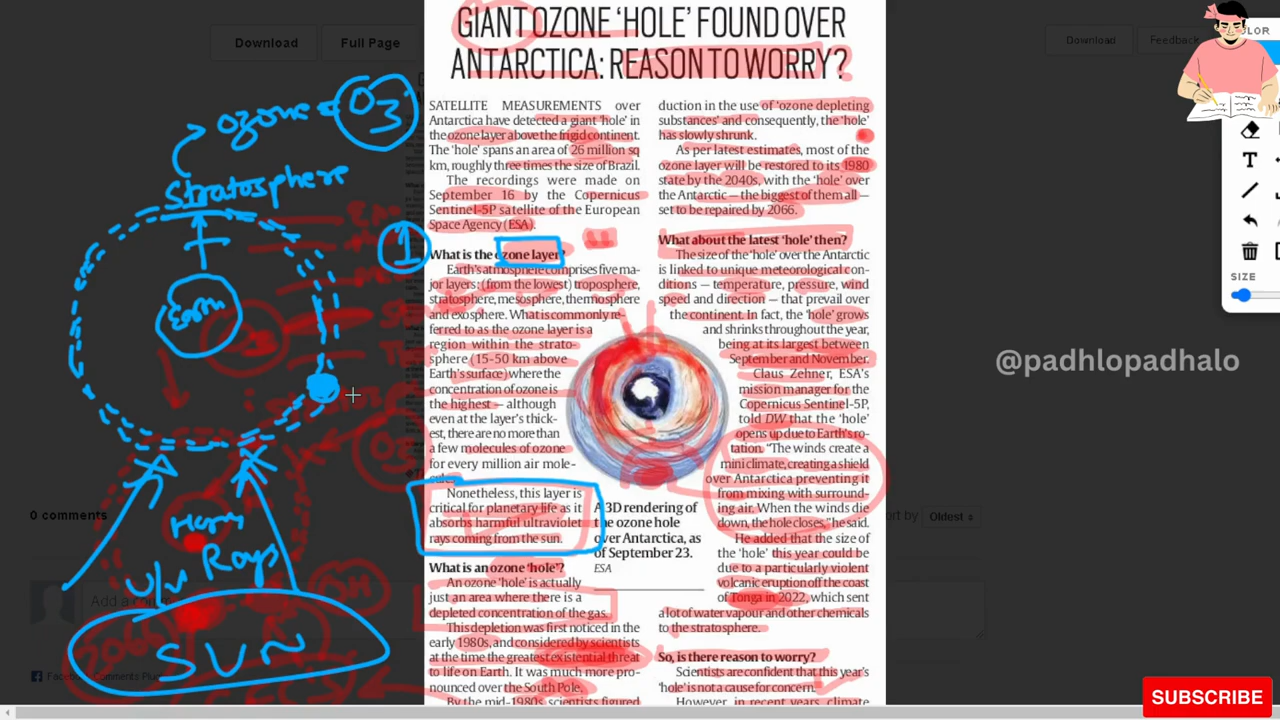 Download
Full Page
Download
Feedback
COLOR
SIZE
@padhlopadhalo
0 comments
Sort by
Oldest
Add a comment
Facebook Comments Plugin
SUBSCRIBE
ozone
O3
Stratosphere
Earth
1
Harm
U/V Rays
SUN
GIANT OZONE ‘HOLE’ FOUND OVER
ANTARCTICA: REASON TO WORRY?
SATELLITE MEASUREMENTS over
Antarctica have detected a giant ‘hole’ in
the ozone layer above the frigid continent.
The ‘hole’ spans an area of 26 million sq
km, roughly three times the size of Brazil.
The recordings were made on
September 16 by the Copernicus
Sentinel-5P satellite of the European
Space Agency (ESA).
What is the ozone layer?
Earth’s atmosphere comprises five ma-
jor layers: (from the lowest) troposphere,
stratosphere, mesosphere, themosphere
and exosphere. What is commonly re-
ferred to as the ozone layer is a
region within the strato-
sphere (15-50 km above
Earth’s surface) where the
concentration of ozone is
the highest — although
even at the layer’s thick-
est, there are no more than
a few molecules of ozone
for every million air mole-
cules.
Nonetheless, this layer is
critical for planetary life as it
absorbs harmful ultraviolet
rays coming from the sun.
What is an ozone ‘hole’?
An ozone ‘hole’ is actually
just an area where there is a
depleted concentration of the gas.
This depletion was first noticed in the
early 1980s, and considered by scientists
at the time the greatest existential threat
to life on Earth. It was much more pro-
nounced over the South Pole.
By the mid-1980s, scientists figured
duction in the use of ‘ozone depleting
substances’ and consequently, the ‘hole’
has slowly shrunk.
As per latest estimates, most of the
ozone layer will be restored to its 1980
state by the 2040s, with the ‘hole’ over
the Antarctic — the biggest of them all —
set to be repaired by 2066.
What about the latest ‘hole’ then?
The size of the ‘hole’ over the Antarctic
is linked to unique meteorological con-
ditions — temperature, pressure, wind
speed and direction — that prevail over
the continent. In fact, the ‘hole’ grows
and shrinks throughout the year,
being at its largest between
September and November.
Claus Zehner, ESA’s
mission manager for the
Copernicus Sentinel-5P,
told DW that the ‘hole’
opens up due to Earth’s ro-
tation. “The winds create a
mini climate, creating a shield
over Antarctica preventing it
from mixing with surround-
ing air. When the winds die
down, the hole closes,” he said.
He added that the size of
the ‘hole’ this year could be
due to a particularly violent
volcanic eruption off the coast
of Tonga in 2022, which sent
a lot of water vapour and other chemicals
to the stratosphere.
So, is there reason to worry?
Scientists are confident that this year’s
‘hole’ is not a cause for concern.
However, in recent years, climate
A 3D rendering of
the ozone hole
over Antarctica, as
of September 23.
ESA